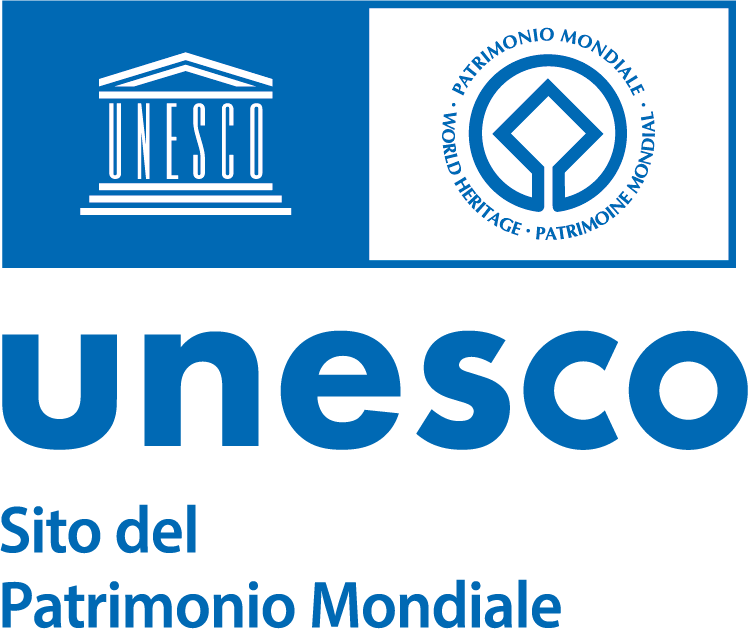 UNESCO
· PATRIMONIO MONDIALE · WORLD HERITAGE · PATRIMOINE MONDIAL
unesco
Sito del
Patrimonio Mondiale